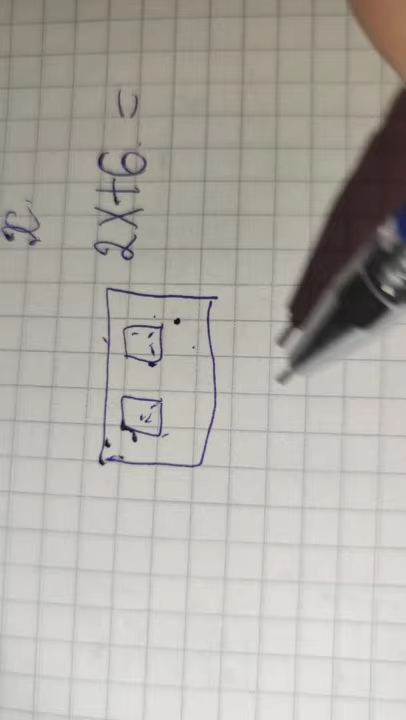 x
2x+6 =